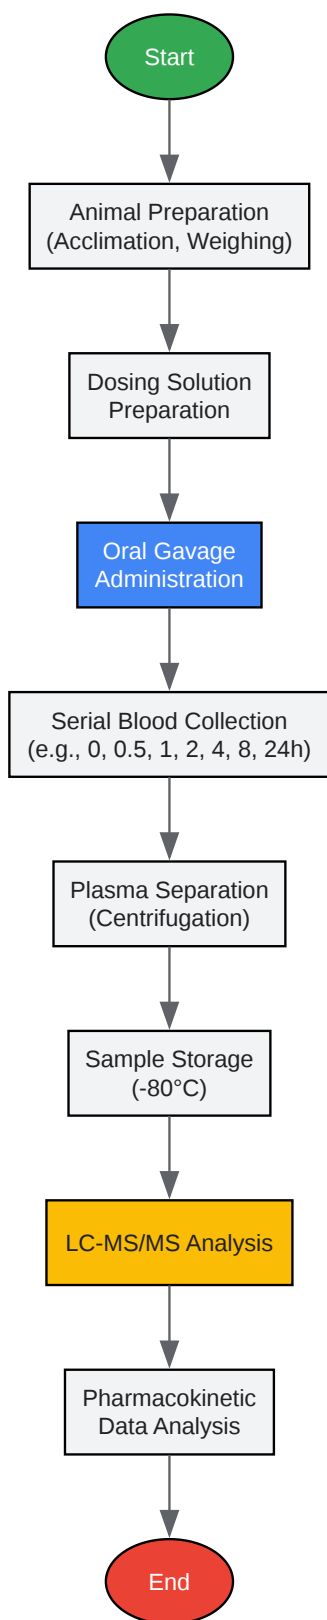 Start
Animal Preparation
(Acclimation, Weighing)
Dosing Solution
Preparation
Oral Gavage
Administration
Serial Blood Collection
(e.g., 0, 0.5, 1, 2, 4, 8, 24h)
Plasma Separation
(Centrifugation)
Sample Storage
(-80°C)
LC-MS/MS Analysis
Pharmacokinetic
Data Analysis
End